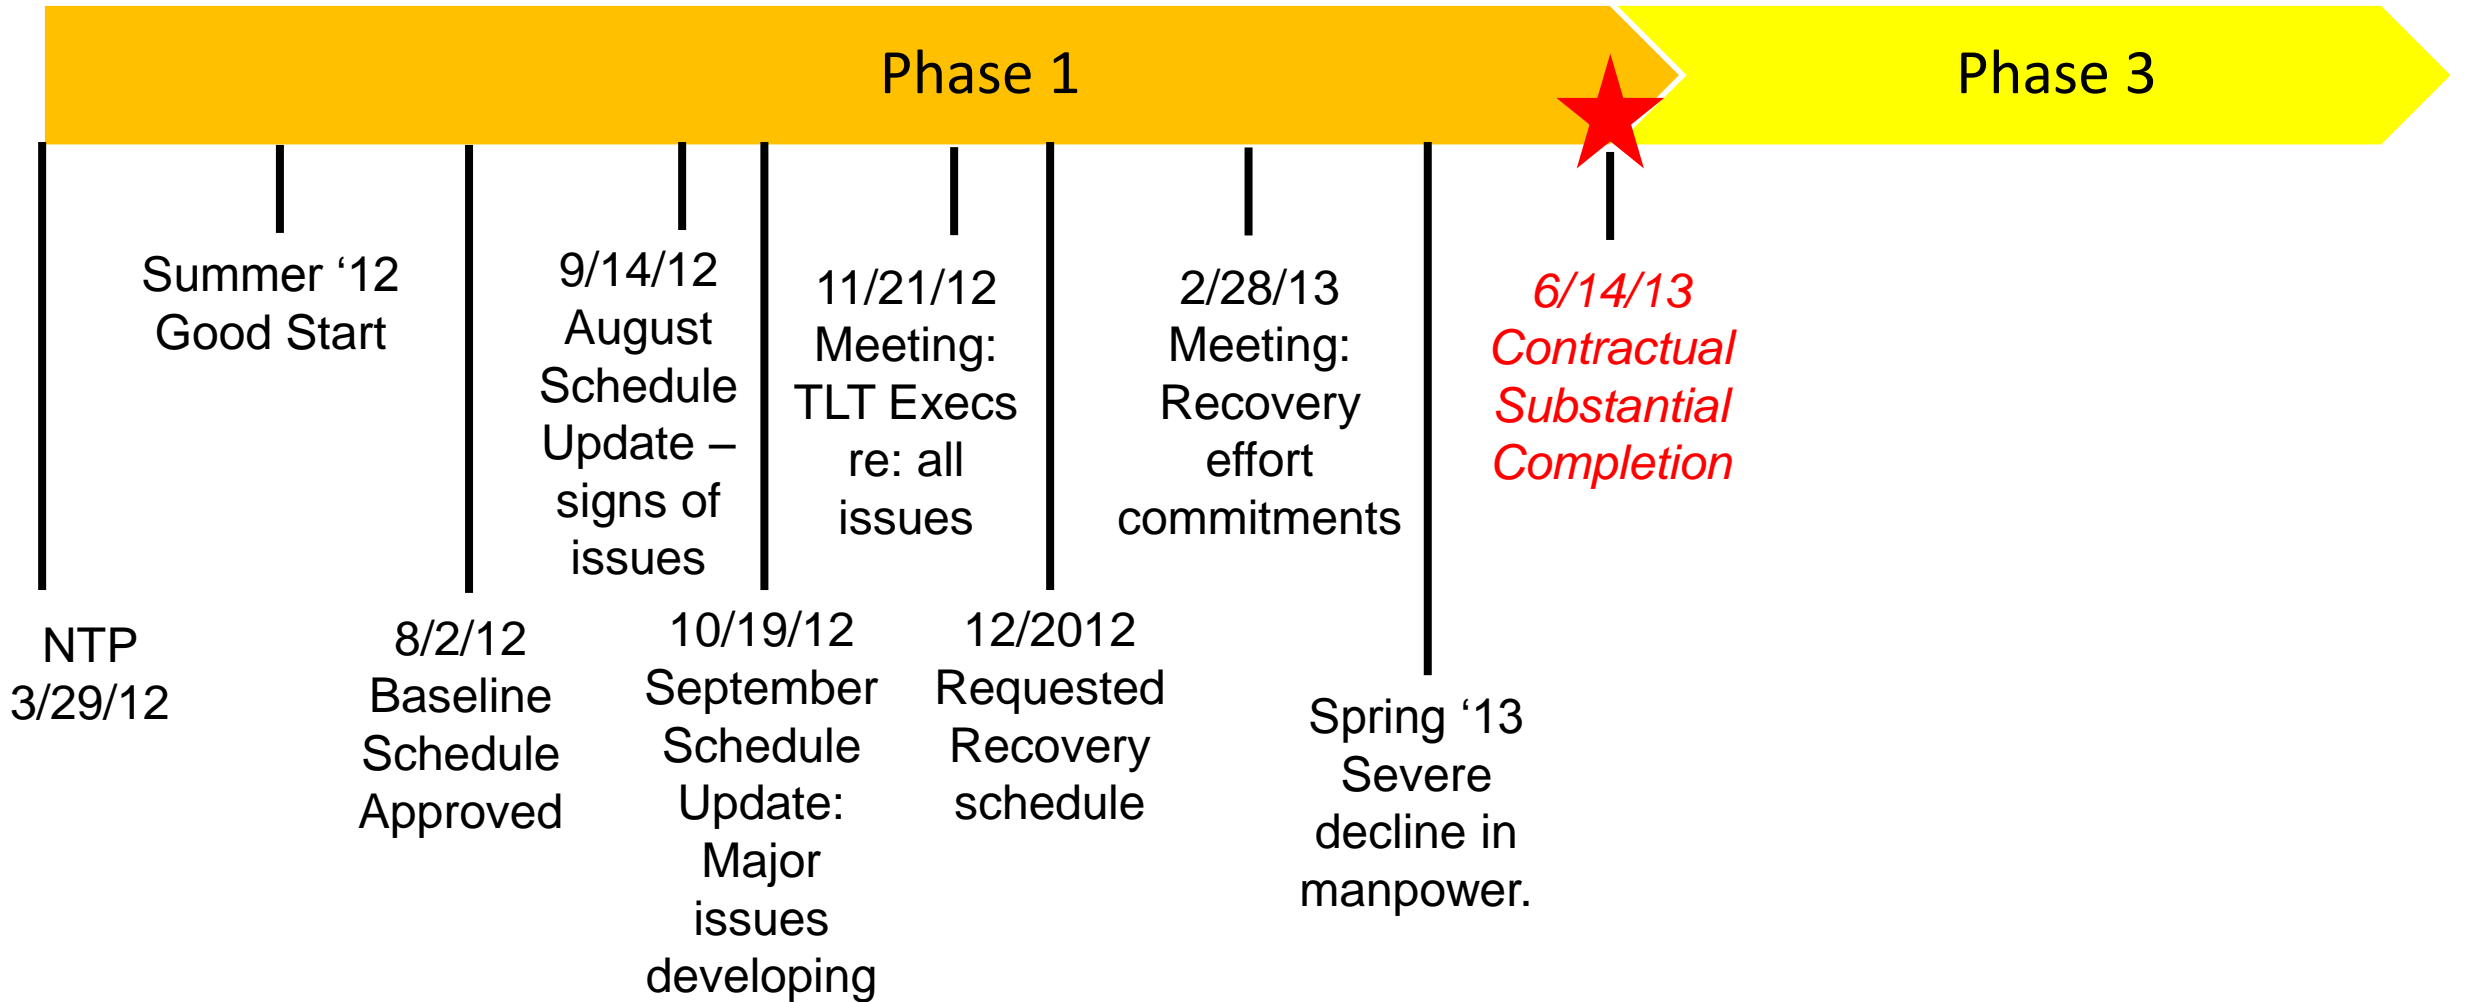 Phase 1
Phase 3
NTP
3/29/12
Summer ‘12
Good Start
8/2/12
Baseline
Schedule
Approved
9/14/12
August
Schedule
Update –
signs of
issues
10/19/12
September
Schedule
Update:
Major
issues
developing
11/21/12
Meeting:
TLT Execs
re: all
issues
12/2012
Requested
Recovery
schedule
2/28/13
Meeting:
Recovery
effort
commitments
Spring ‘13
Severe
decline in
manpower.
6/14/13
Contractual
Substantial
Completion